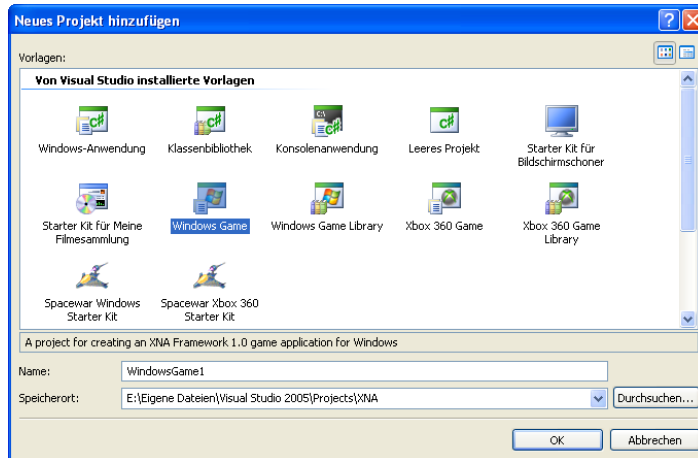 Neues Projekt hinzufügen
Vorlagen:
Von Visual Studio installierte Vorlagen
Windows-Anwendung
Klassenbibliothek
Konsolenanwendung
Leeres Projekt
Starter Kit für
Bildschirmschoner
Starter Kit für Meine
Filmesammlung
Windows Game
Windows Game Library
Xbox 360 Game
Xbox 360 Game
Library
Spacewar Windows
Starter Kit
Spacewar Xbox 360
Starter Kit
A project for creating an XNA Framework 1.0 game application for Windows
Name:
WindowsGame1
Speicherort:
E:\Eigene Dateien\Visual Studio 2005\Projects\XNA
Durchsuchen...
OK
Abbrechen